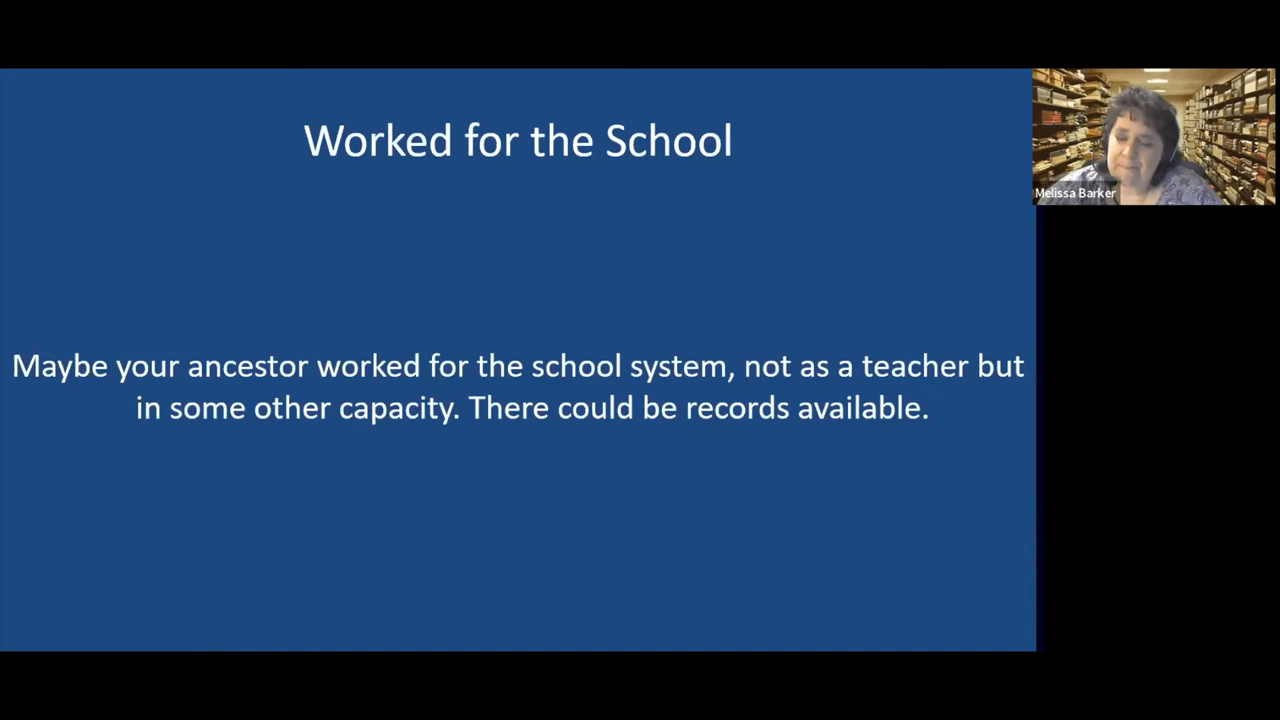 Worked for the School
Melissa Barker
Maybe your ancestor worked for the school system, not as a teacher but
in some other capacity. There could be records available.